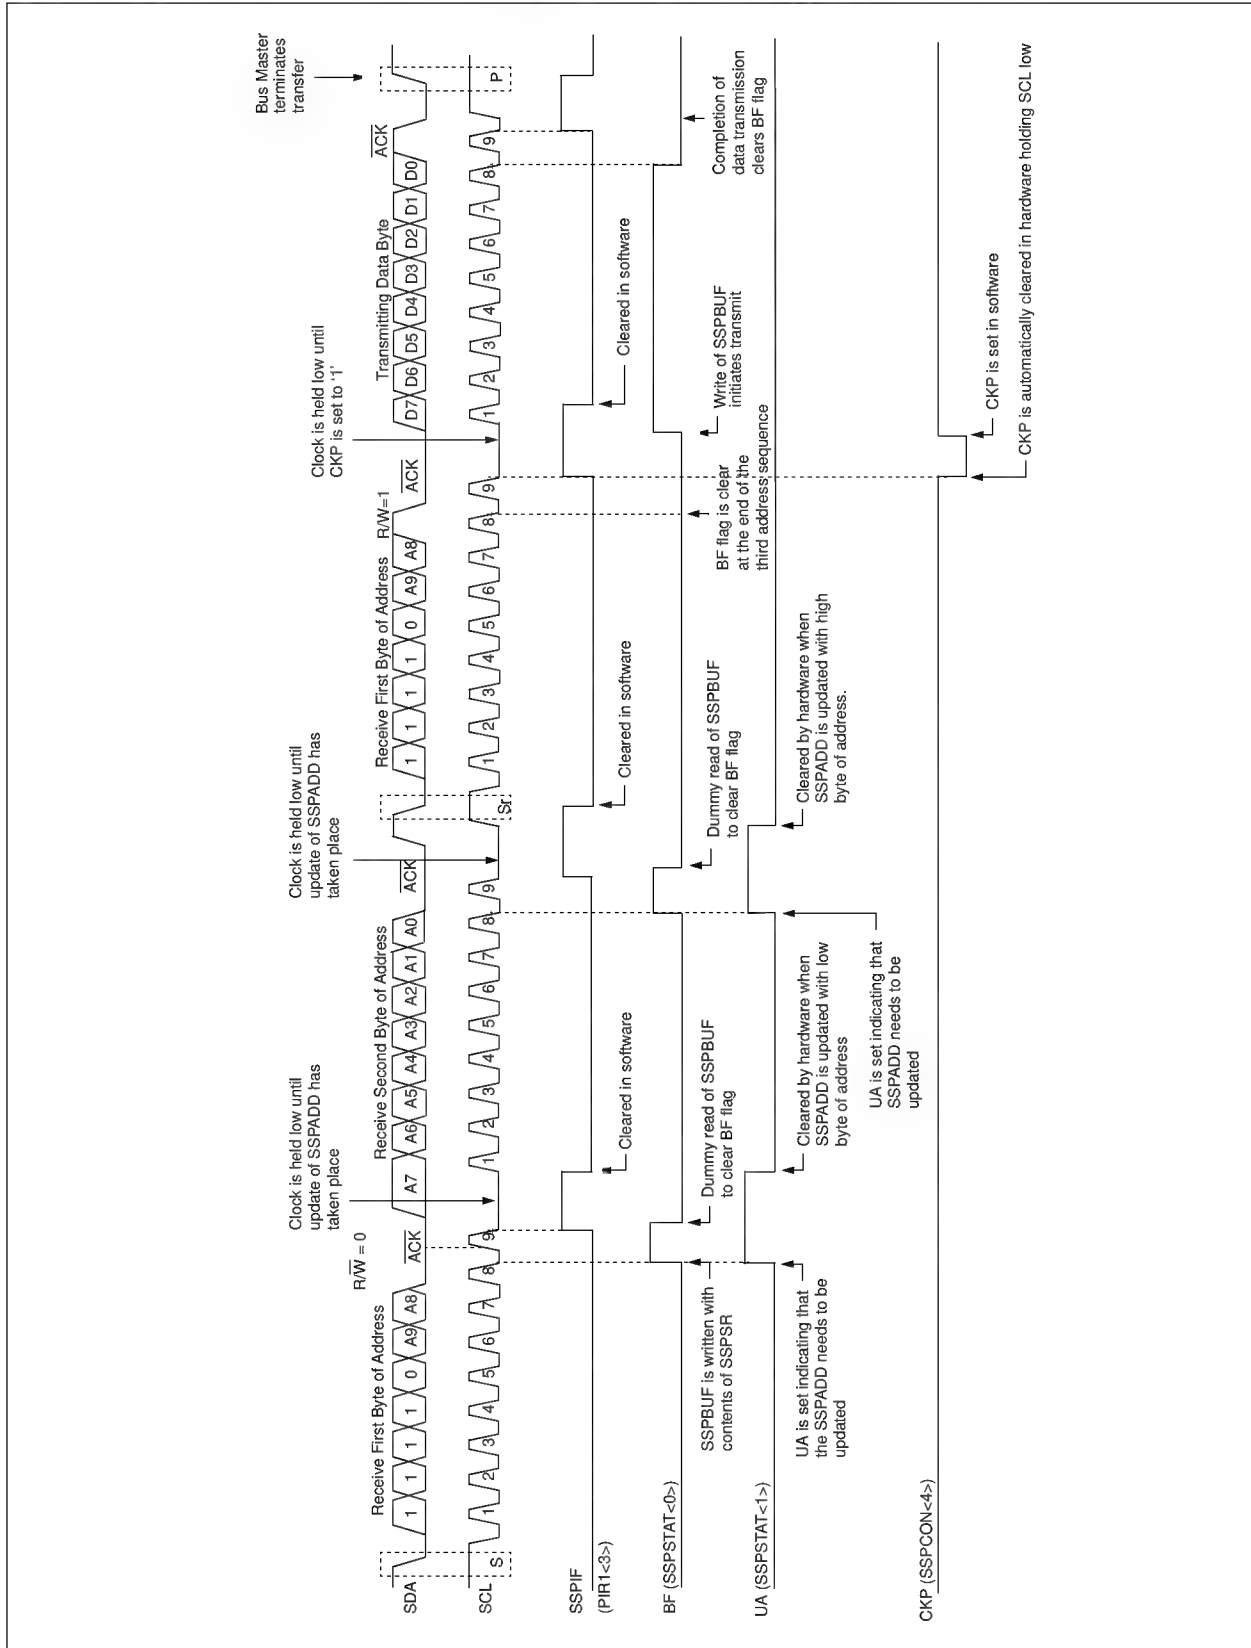 Bus Master
terminates
transfer
Clock is held low until
CKP is set to ‘1’
Clock is held low until
update of SSPADD has
taken place
Clock is held low until
update of SSPADD has
taken place
R/W = 0
R/W=1
Receive First Byte of Address
ACK
Receive Second Byte of Address
ACK
Receive First Byte of Address
ACK
Transmitting Data Byte
ACK
SDA
1 1 1 1 0 A9 A8
A7 A6 A5 A4 A3 A2 A1 A0
1 1 1 1 0 A9 A8
D7 D6 D5 D4 D3 D2 D1 D0
SCL
S
1 2 3 4 5 6 7 8 9
1 2 3 4 5 6 7 8 9
Sr
1 2 3 4 5 6 7 8 9
1 2 3 4 5 6 7 8 9
P
SSPIF
(PIR1<3>)
Cleared in software
Cleared in software
Cleared in software
BF (SSPSTAT<0>)
SSPBUF is written with
contents of SSPSR
Dummy read of SSPBUF
to clear BF flag
Dummy read of SSPBUF
to clear BF flag
BF flag is clear
at the end of the
third address sequence
Write of SSPBUF
initiates transmit
Completion of
data transmission
clears BF flag
UA (SSPSTAT<1>)
UA is set indicating that
the SSPADD needs to be
updated
Cleared by hardware when
SSPADD is updated with low
byte of address
UA is set indicating that
SSPADD needs to be
updated
Cleared by hardware when
SSPADD is updated with high
byte of address.
CKP (SSPCON<4>)
CKP is set in software
CKP is automatically cleared in hardware holding SCL low